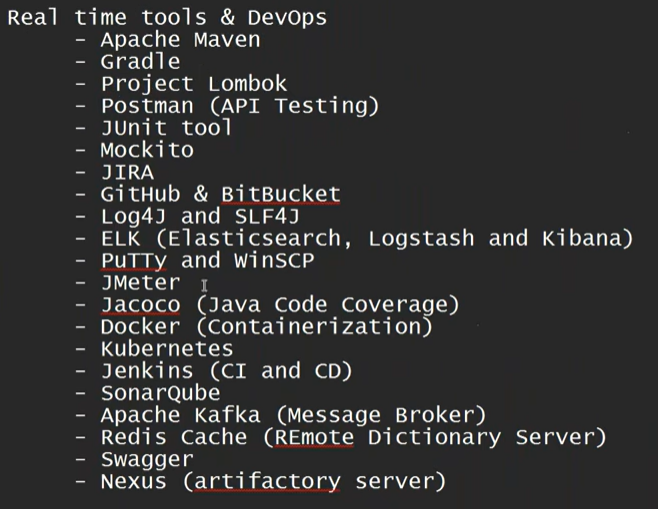 Real time tools & DevOps
- Apache Maven
- Gradle
- Project Lombok
- Postman (API Testing)
- JUnit tool
- Mockito
- JIRA
- GitHub & BitBucket
- Log4J and SLF4J
- ELK (Elasticsearch, Logstash and Kibana)
- PuTTy and WinSCP
- JMeter
- Jacoco (Java Code Coverage)
- Docker (Containerization)
- Kubernetes
- Jenkins (CI and CD)
- SonarQube
- Apache Kafka (Message Broker)
- Redis Cache (REmote Dictionary Server)
- Swagger
- Nexus (artifactory server)